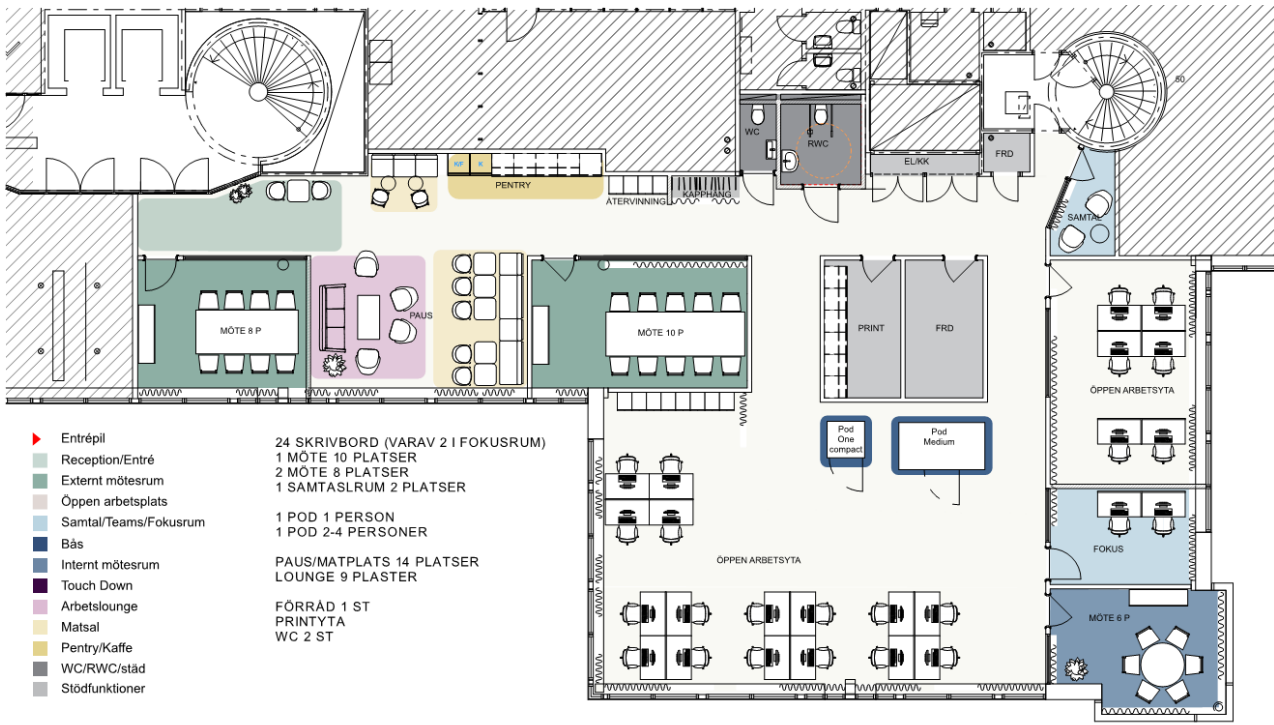 50
WC
RWC
EL/KK
FRD
K/F
K
PENTRY
ÅTERVINNING
KAPPHÄNG
SAMTAL
PAUS
MÖTE 8 P
MÖTE 10 P
PRINT
FRD
ÖPPEN ARBETSYTA
Pod
One
compact
Pod
Medium
FOKUS
ÖPPEN ARBETSYTA
MÖTE 6 P
Entrépil
Reception/Entré
Externt mötesrum
Öppen arbetsplats
Samtal/Teams/Fokusrum
Bås
Internt mötesrum
Touch Down
Arbetslounge
Matsal
Pentry/Kaffe
WC/RWC/städ
Stödfunktioner
24 SKRIVBORD (VARAV 2 I FOKUSRUM)
1 MÖTE 10 PLATSER
2 MÖTE 8 PLATSER
1 SAMTASLRUM 2 PLATSER
1 POD 1 PERSON
1 POD 2-4 PERSONER
PAUS/MATPLATS 14 PLATSER
LOUNGE 9 PLASTER
FÖRRÅD 1 ST
PRINTYTA
WC 2 ST